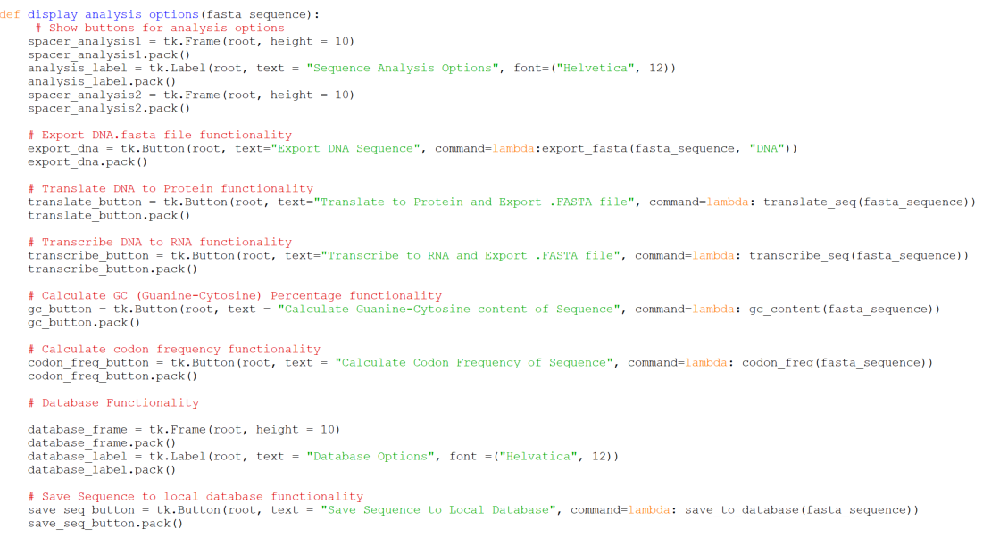 def display_analysis_options(fasta_sequence):
     # Show buttons for analysis options
    spacer_analysis1 = tk.Frame(root, height = 10)
    spacer_analysis1.pack()
    analysis_label = tk.Label(root, text = "Sequence Analysis Options", font=("Helvetica", 12))
    analysis_label.pack()
    spacer_analysis2 = tk.Frame(root, height = 10)
    spacer_analysis2.pack()

    # Export DNA.fasta file functionality
    export_dna = tk.Button(root, text="Export DNA Sequence", command=lambda:export_fasta(fasta_sequence, "DNA"))
    export_dna.pack()

    # Translate DNA to Protein functionality
    translate_button = tk.Button(root, text="Translate to Protein and Export .FASTA file", command=lambda: translate_seq(fasta_sequence))
    translate_button.pack()

    # Transcribe DNA to RNA functionality
    transcribe_button = tk.Button(root, text="Transcribe to RNA and Export .FASTA file", command=lambda: transcribe_seq(fasta_sequence))
    transcribe_button.pack()

    # Calculate GC (Guanine-Cytosine) Percentage functionality
    gc_button = tk.Button(root, text = "Calculate Guanine-Cytosine content of Sequence", command=lambda: gc_content(fasta_sequence))
    gc_button.pack()

    # Calculate codon frequency functionality
    codon_freq_button = tk.Button(root, text = "Calculate Codon Frequency of Sequence", command=lambda: codon_freq(fasta_sequence))
    codon_freq_button.pack()

    # Database Functionality

    database_frame = tk.Frame(root, height = 10)
    database_frame.pack()
    database_label = tk.Label(root, text = "Database Options", font =("Helvatica", 12))
    database_label.pack()

    # Save Sequence to local database functionality
    save_seq_button = tk.Button(root, text = "Save Sequence to Local Database", command=lambda: save_to_database(fasta_sequence))
    save_seq_button.pack()